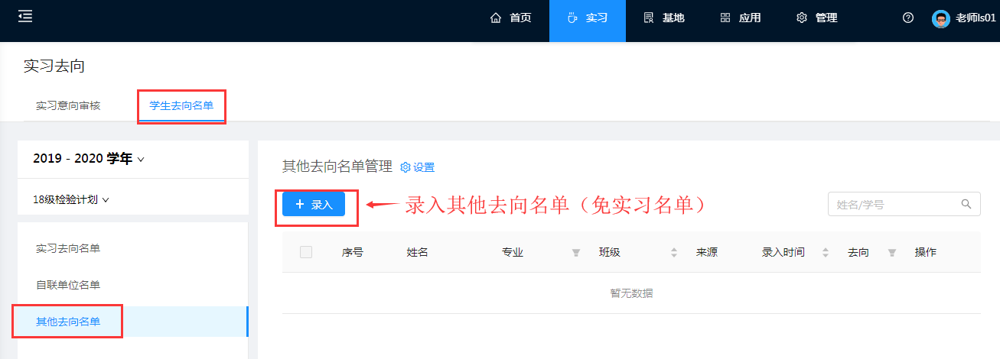 首页 实习 基地 应用 管理 老师ls01
实习去向
实习意向审核 学生去向名单
2019 - 2020 学年
18级检验计划
实习去向名单
自联单位名单
其他去向名单
其他去向名单管理 设置
+ 录入
录入其他去向名单（免实习名单）
姓名/学号
序号 姓名 专业 班级 来源 录入时间 去向 操作
暂无数据